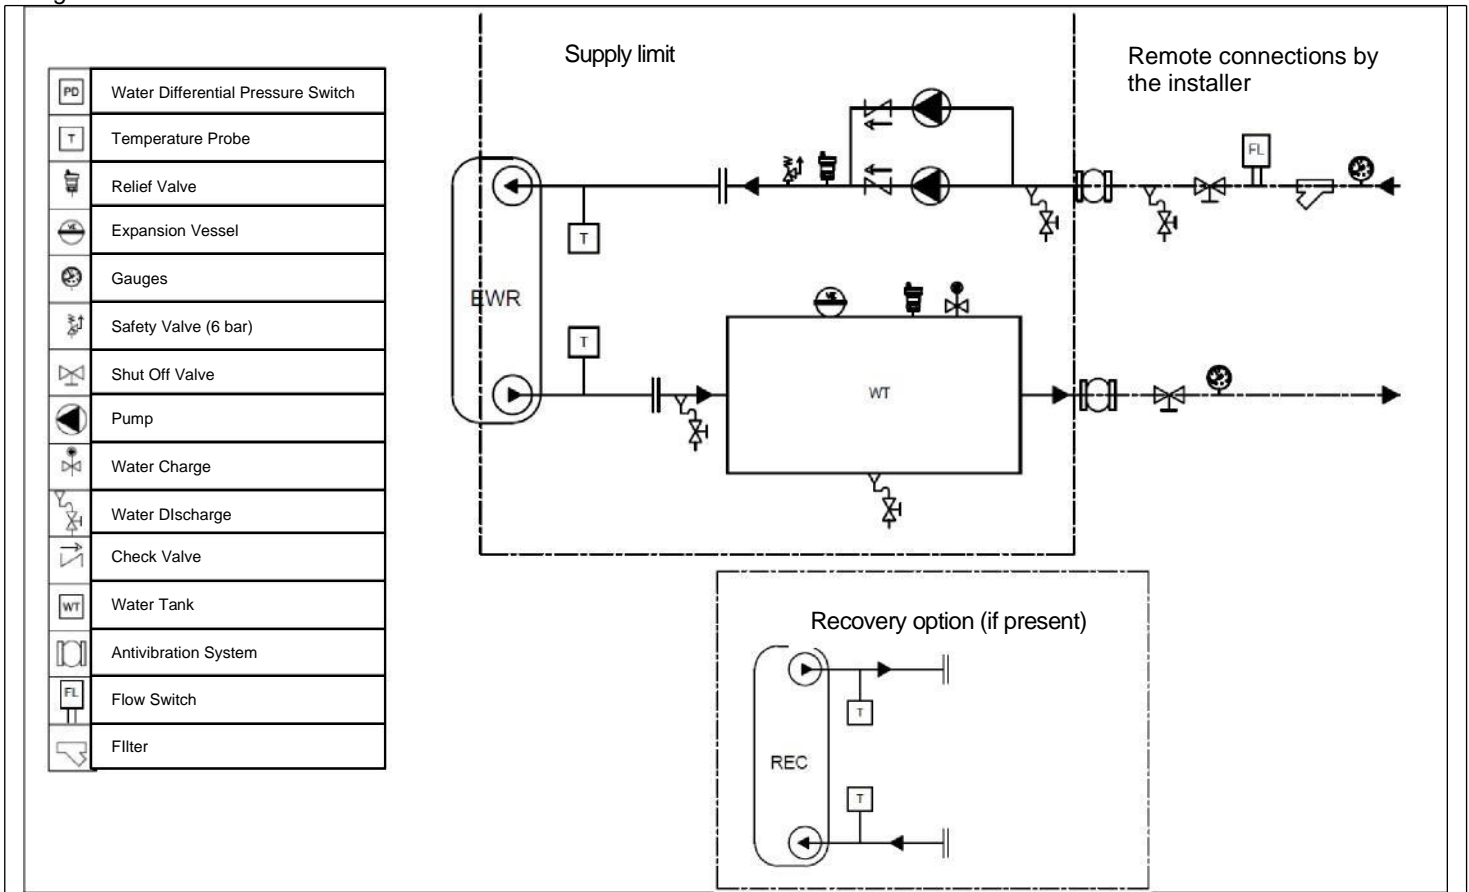 Supply limit
Remote connections by
the installer
PD Water Differential Pressure Switch
T Temperature Probe
Relief Valve
VE Expansion Vessel
Gauges
Safety Valve (6 bar)
Shut Off Valve
Pump
Water Charge
Water DIscharge
Check Valve
WT Water Tank
Antivibration System
FL Flow Switch
FIlter
FL
T
EWR
VE
T
WT
Recovery option (if present)
T
REC
T